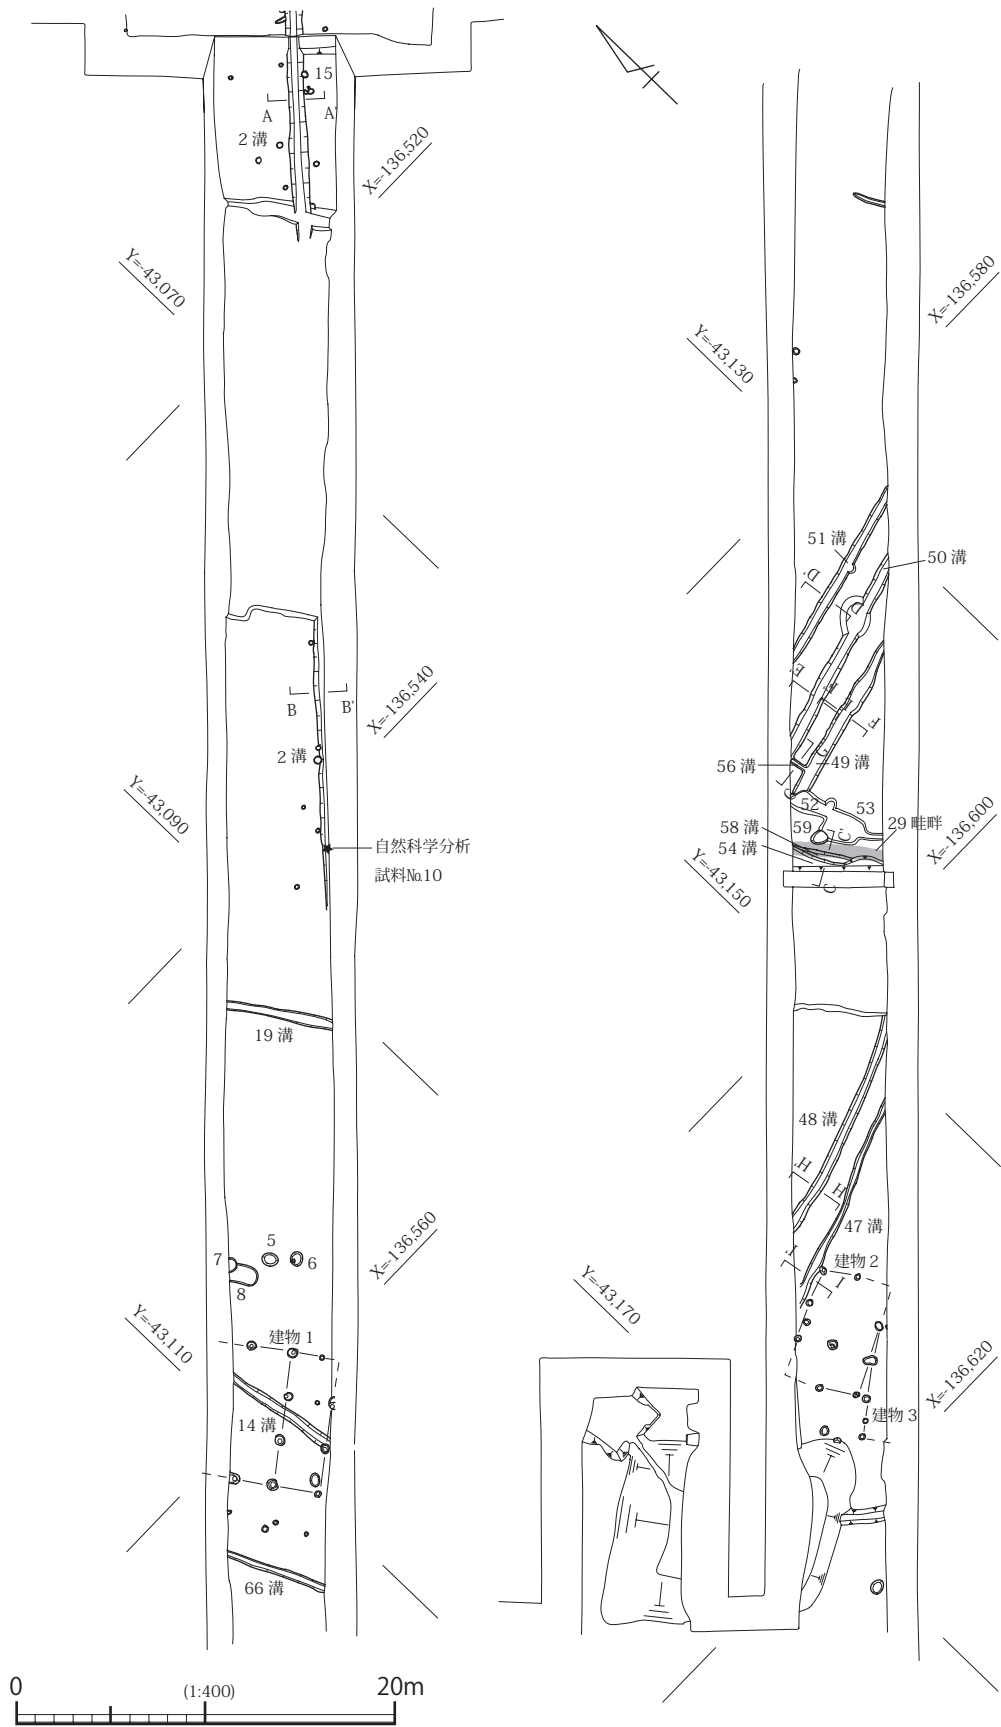 15
A
A'
2溝
X=-136,520
Y=-43,070
B
B'
2溝
X=-136,540
Y=-43,090
自然科学分析
試料№10
19溝
5
7
6
8
X=-136,560
Y=-43,110
建物1
14溝
66溝
X=-136,580
Y=-43,130
51溝
50溝
D'
E'
F'
F
56溝
49溝
C
C'
52
53
58溝
59
C'
29畦畔
54溝
C
X=-136,600
Y=-43,150
48溝
H'
H
47溝
I'
I
建物2
Y=-43,170
X=-136,620
建物3
0
(1:400)
20m